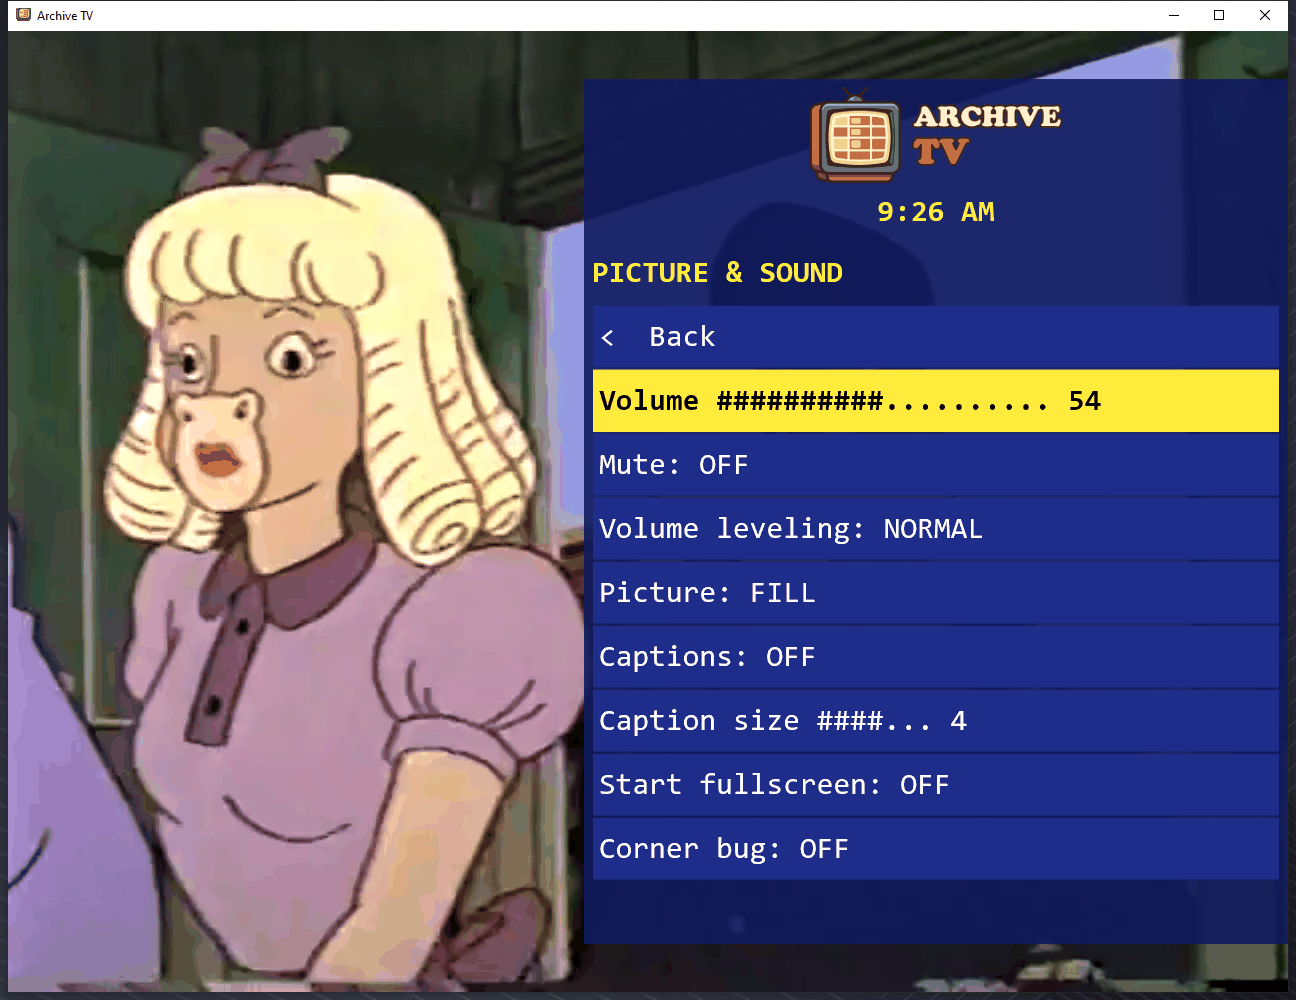 Archive TV
ARCHIVE
TV
9:26 AM
PICTURE & SOUND
< Back
Volume ##########.......... 54
Mute: OFF
Volume leveling: NORMAL
Picture: FILL
Captions: OFF
Caption size ####... 4
Start fullscreen: OFF
Corner bug: OFF